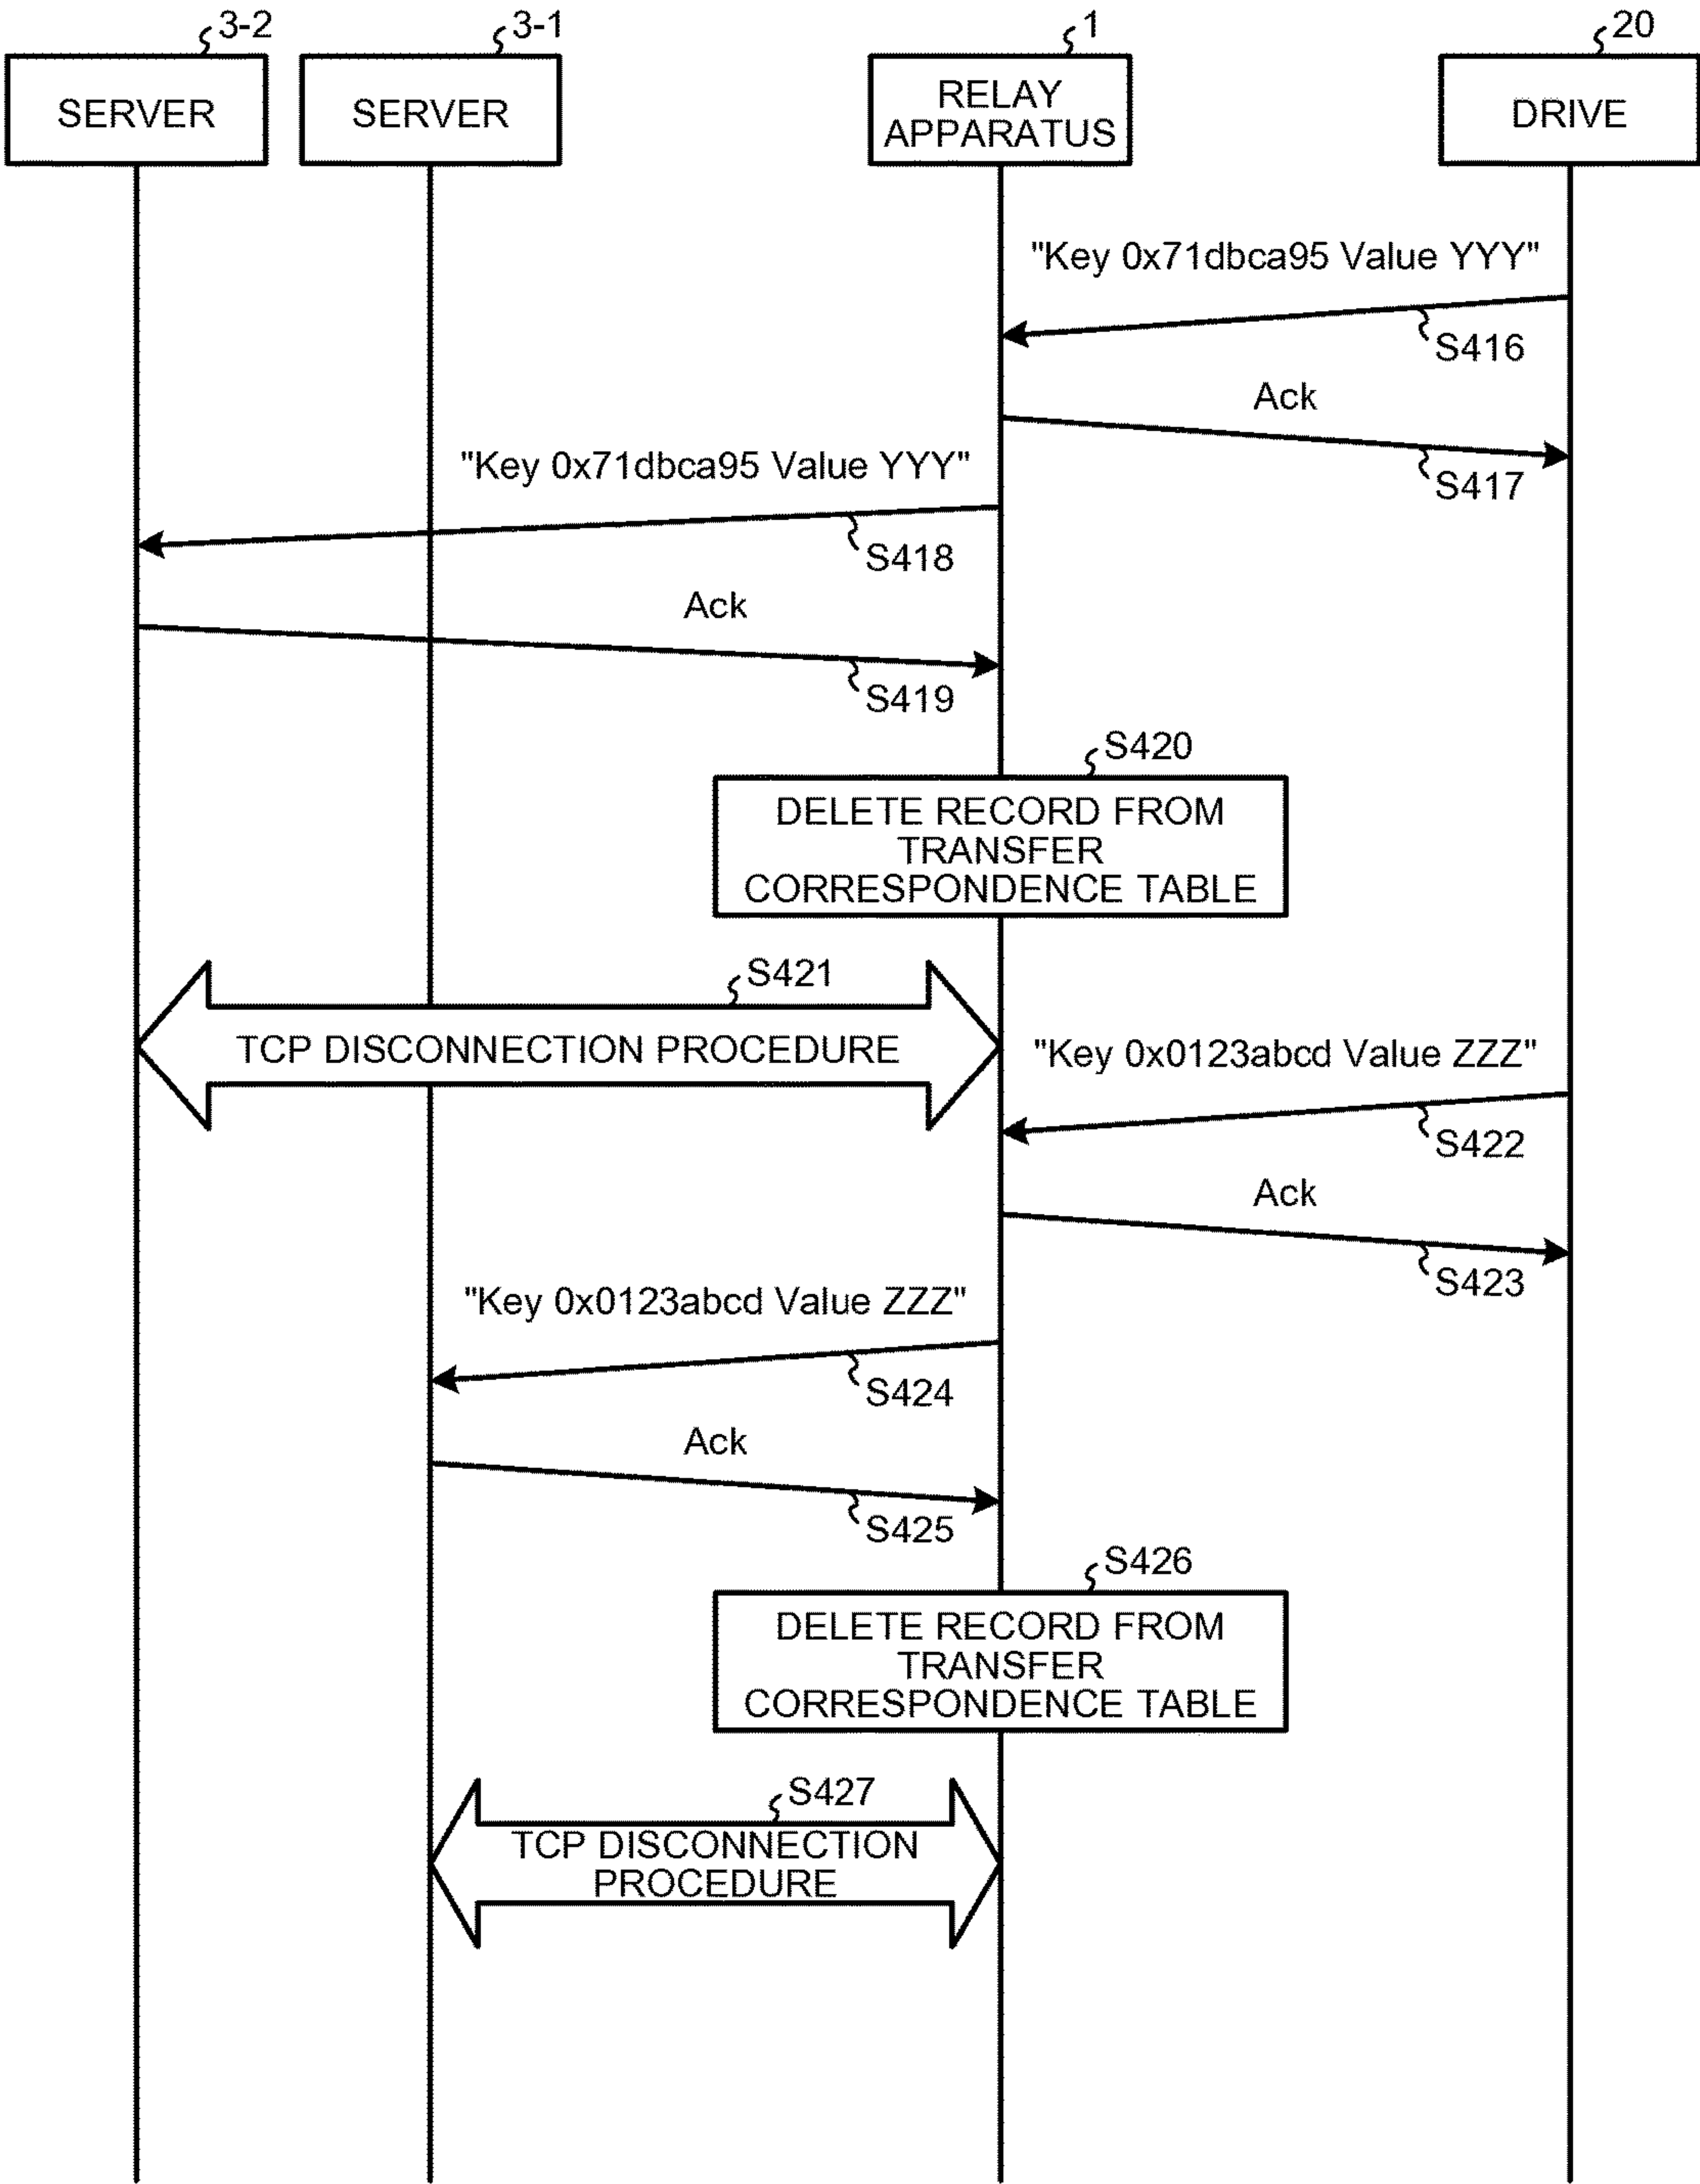 3-2
3-1
1
20
SERVER
SERVER
RELAY
APPARATUS
DRIVE
"Key 0x71dbca95 Value YYY"
S416
Ack
S417
"Key 0x71dbca95 Value YYY"
S418
Ack
S419
S420
DELETE RECORD FROM
TRANSFER
CORRESPONDENCE TABLE
S421
TCP DISCONNECTION PROCEDURE
"Key 0x0123abcd Value ZZZ"
S422
Ack
S423
"Key 0x0123abcd Value ZZZ"
S424
Ack
S425
S426
DELETE RECORD FROM
TRANSFER
CORRESPONDENCE TABLE
S427
TCP DISCONNECTION
PROCEDURE